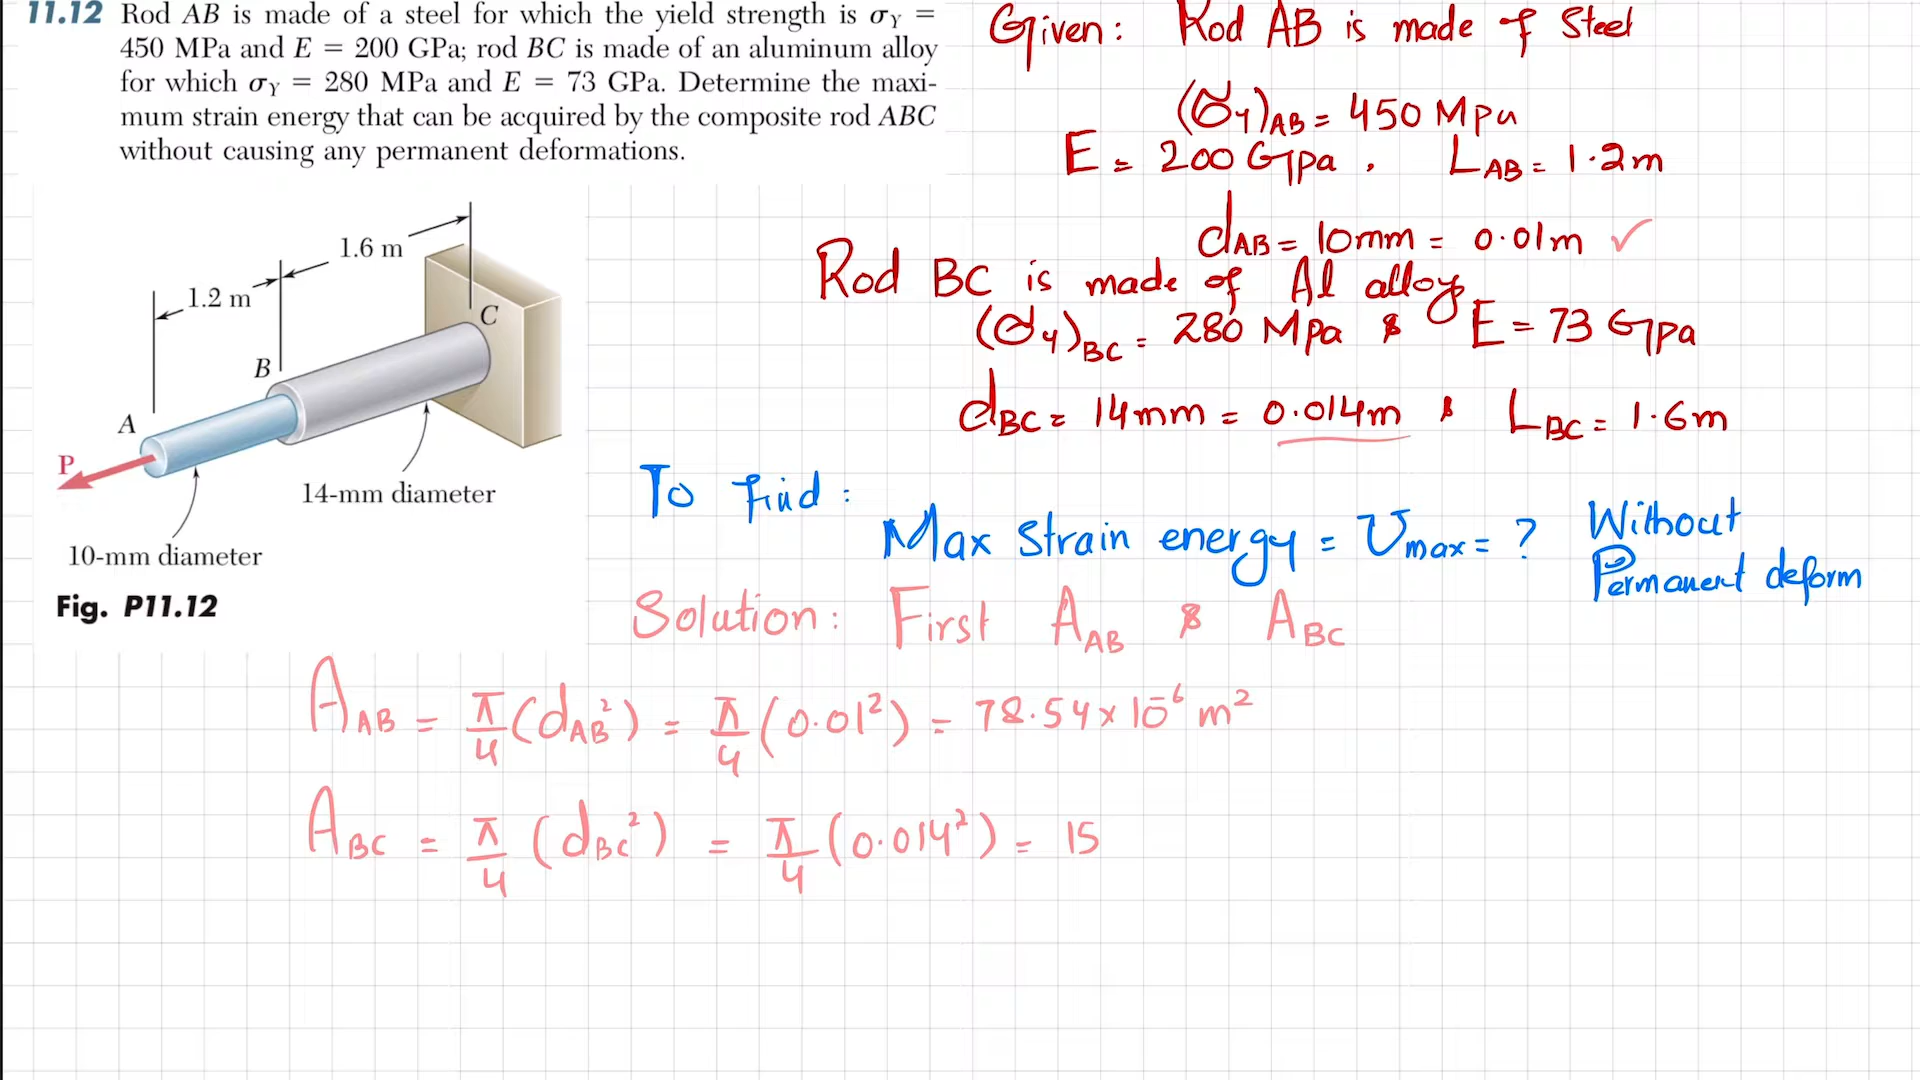 11.12 Rod AB is made of a steel for which the yield strength is σY =
450 MPa and E = 200 GPa; rod BC is made of an aluminum alloy
for which σY = 280 MPa and E = 73 GPa. Determine the maxi-
mum strain energy that can be acquired by the composite rod ABC
without causing any permanent deformations.
1.6 m
1.2 m
C
B
A
P
14-mm diameter
10-mm diameter
Fig. P11.12
Given: Rod AB is made of Steel
(σy)AB = 450 Mpa
E = 200 Gpa , LAB = 1.2m
dAB = 10mm = 0.01m ✓
Rod BC is made of Al alloy
(σy)BC = 280 Mpa & E = 73 Gpa
dBC = 14mm = 0.014m & LBC = 1.6m
To find :
Max strain energy = Umax = ? Without
Permanent deform
Solution: First AAB & ABC
AAB = π/4 (dAB²) = π/4 (0.01²) = 78.54 × 10⁻⁶ m²
ABC = π/4 (dBC²) = π/4 (0.014²) = 15